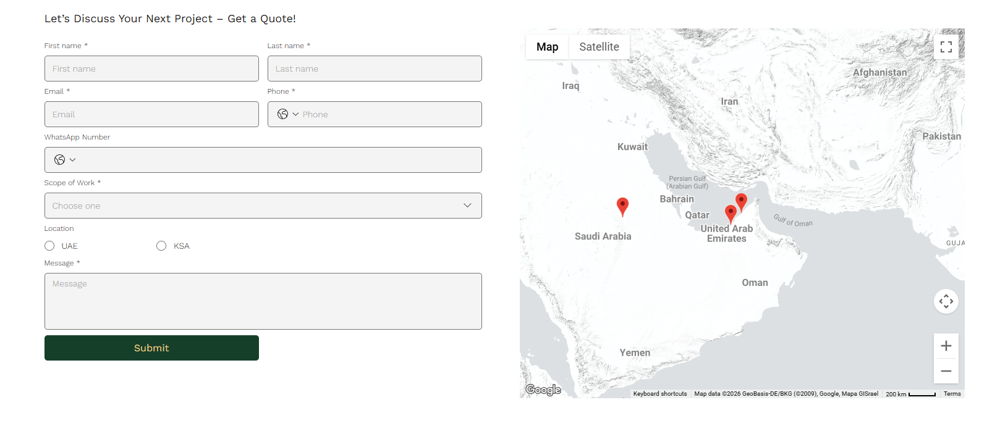 Let’s Discuss Your Next Project – Get a Quote!
First name *
Last name *
First name
Last name
Email *
Phone *
Email
Phone
WhatsApp Number
Scope of Work *
Choose one
Location
UAE
KSA
Message *
Message
Submit
Map
Satellite
Afghanistan
Iraq
Iran
Pakistan
Kuwait
Persian Gulf
(Arabian Gulf)
Bahrain
Qatar
Gulf of Oman
United Arab
Emirates
Saudi Arabia
GUJA
Oman
Yemen
Google
Keyboard shortcuts
Map data ©2026 GeoBasis-DE/BKG (©2009), Google, Mapa GISrael
200 km
Terms